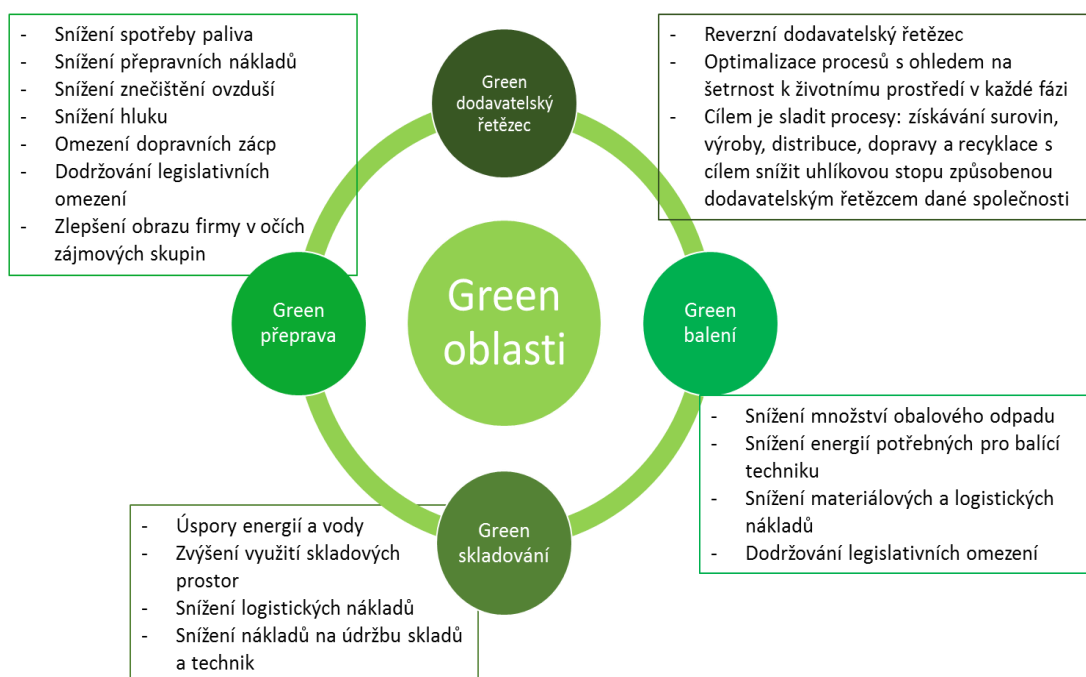 - Snížení spotřeby paliva
- Snížení přepravních nákladů
- Snížení znečištění ovzduší
- Snížení hluku
- Omezení dopravních zácp
- Dodržování legislativních
omezení
- Zlepšení obrazu firmy v očích
zájmových skupin
Green
dodavatelský
řetězec
- Reverzní dodavatelský řetězec
- Optimalizace procesů s ohledem na
šetrnost k životnímu prostředí v každé fázi
- Cílem je sladit procesy: získávání surovin,
výroby, distribuce, dopravy a recyklace s
cílem snížit uhlíkovou stopu způsobenou
dodavatelským řetězcem dané společnosti
Green
přeprava
Green
oblasti
Green
balení
- Snížení množství obalového odpadu
- Snížení energií potřebných pro balící
techniku
- Snížení materiálových a logistických
nákladů
- Dodržování legislativních omezení
- Úspory energií a vody
- Zvýšení využití skladových
prostor
- Snížení logistických nákladů
- Snížení nákladů na údržbu skladů
a technik
Green
skladování